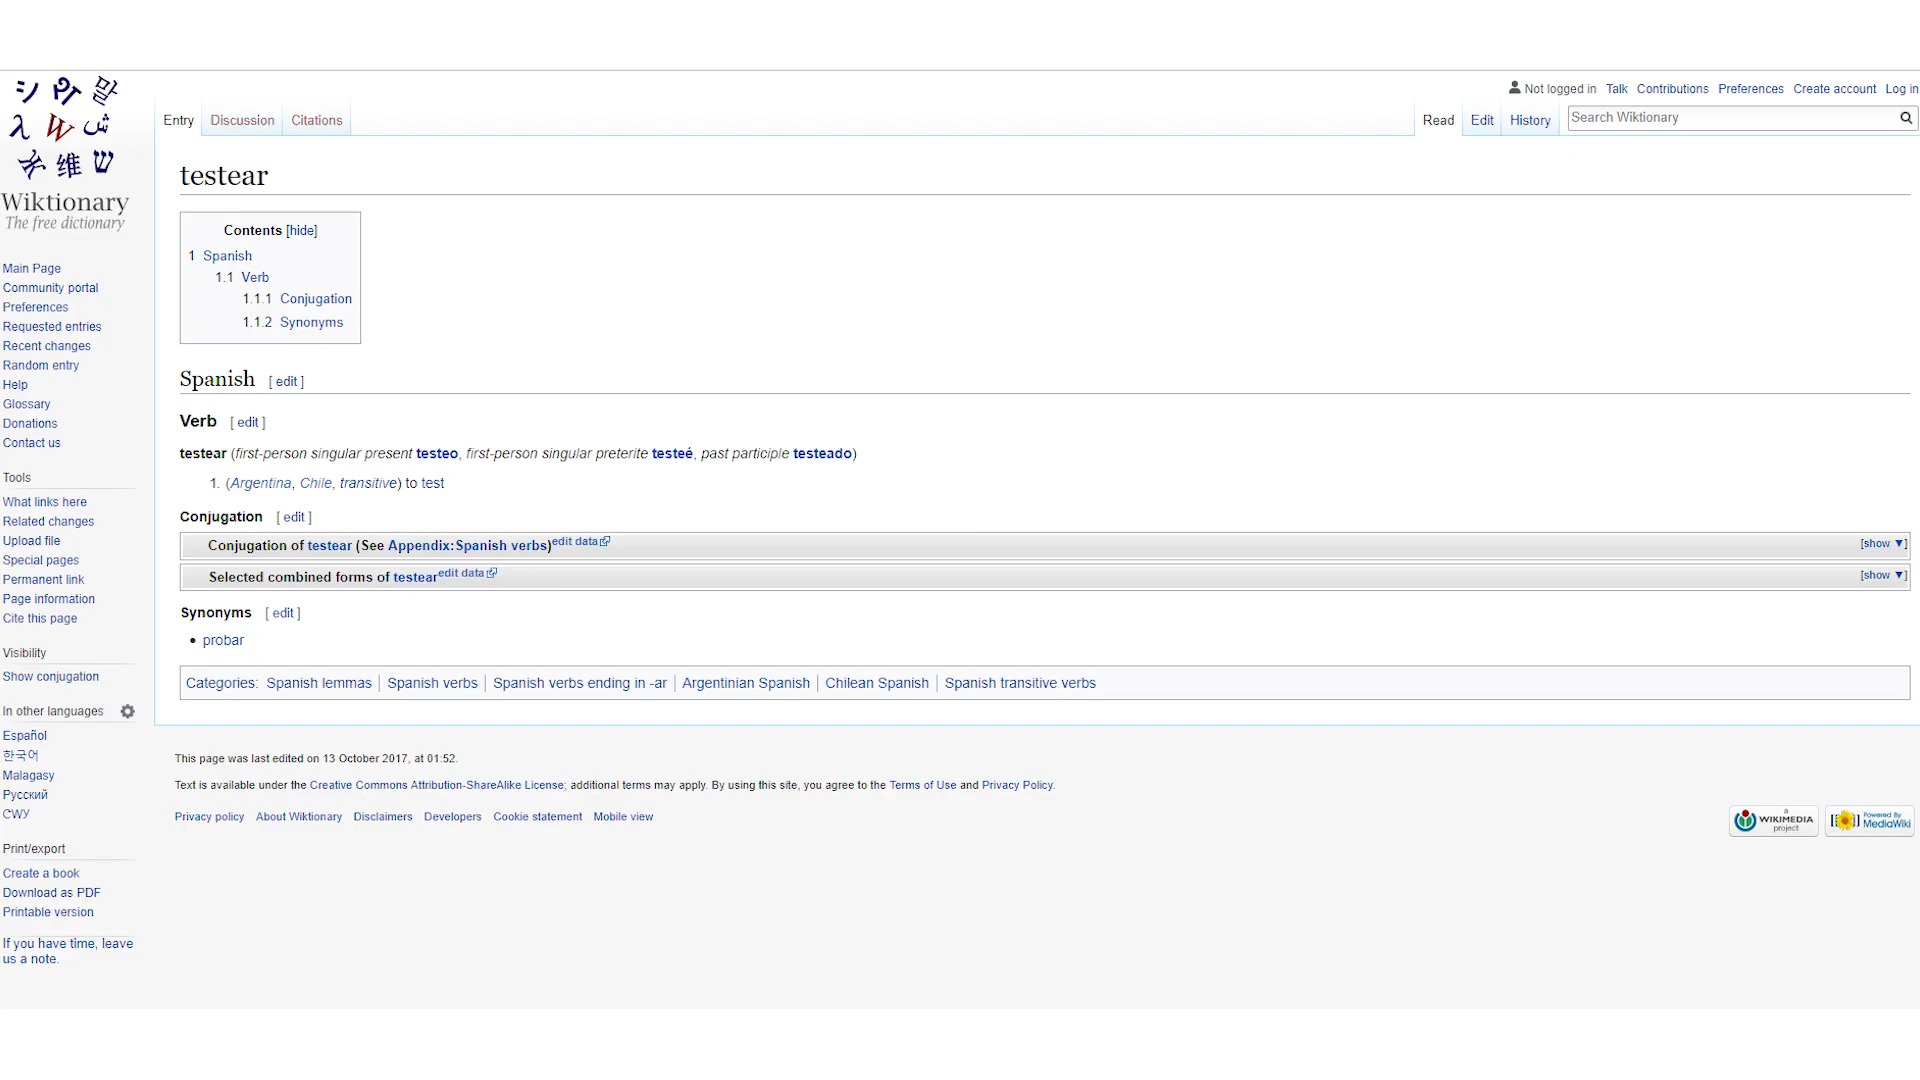 シ
말
λ
W
维
ש
Wiktionary
The free dictionary
Main Page
Community portal
Preferences
Requested entries
Recent changes
Random entry
Help
Glossary
Donations
Contact us
Tools
What links here
Related changes
Upload file
Special pages
Permanent link
Page information
Cite this page
Visibility
Show conjugation
In other languages
Español
한국어
Malagasy
Русский
ᏣᎳᎩ
Print/export
Create a book
Download as PDF
Printable version
If you have time, leave
us a note.
Not logged in Talk Contributions Preferences Create account Log in
Entry Discussion Citations
Read Edit History Search Wiktionary
testear
Contents [hide]
1 Spanish
1.1 Verb
1.1.1 Conjugation
1.1.2 Synonyms
Spanish [ edit ]
Verb [ edit ]
testear (first-person singular present testeo, first-person singular preterite testeé, past participle testeado)
1. (Argentina, Chile, transitive) to test
Conjugation [ edit ]
Conjugation of testear (See Appendix:Spanish verbs)edit data [show ▼]
Selected combined forms of testearedit data [show ▼]
Synonyms [ edit ]
• probar
Categories: Spanish lemmas | Spanish verbs | Spanish verbs ending in -ar | Argentinian Spanish | Chilean Spanish | Spanish transitive verbs
This page was last edited on 13 October 2017, at 01:52.
Text is available under the Creative Commons Attribution-ShareAlike License; additional terms may apply. By using this site, you agree to the Terms of Use and Privacy Policy.
Privacy policy About Wiktionary Disclaimers Developers Cookie statement Mobile view
a
WIKIMEDIA
project
Powered By
MediaWiki